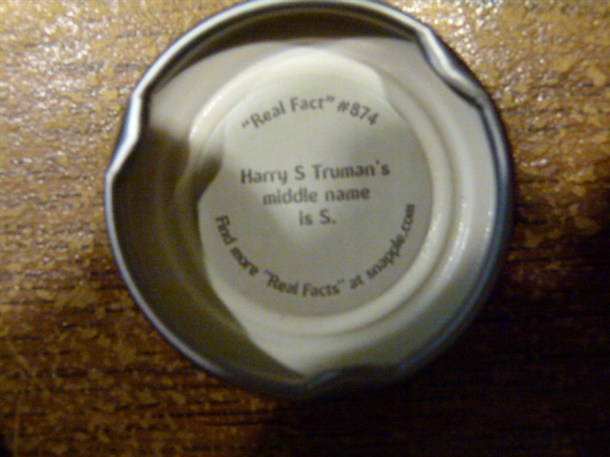 "Real Fact" #874
Harry S Truman's
middle name
is S.
Find more "Real Facts" at snapple.com